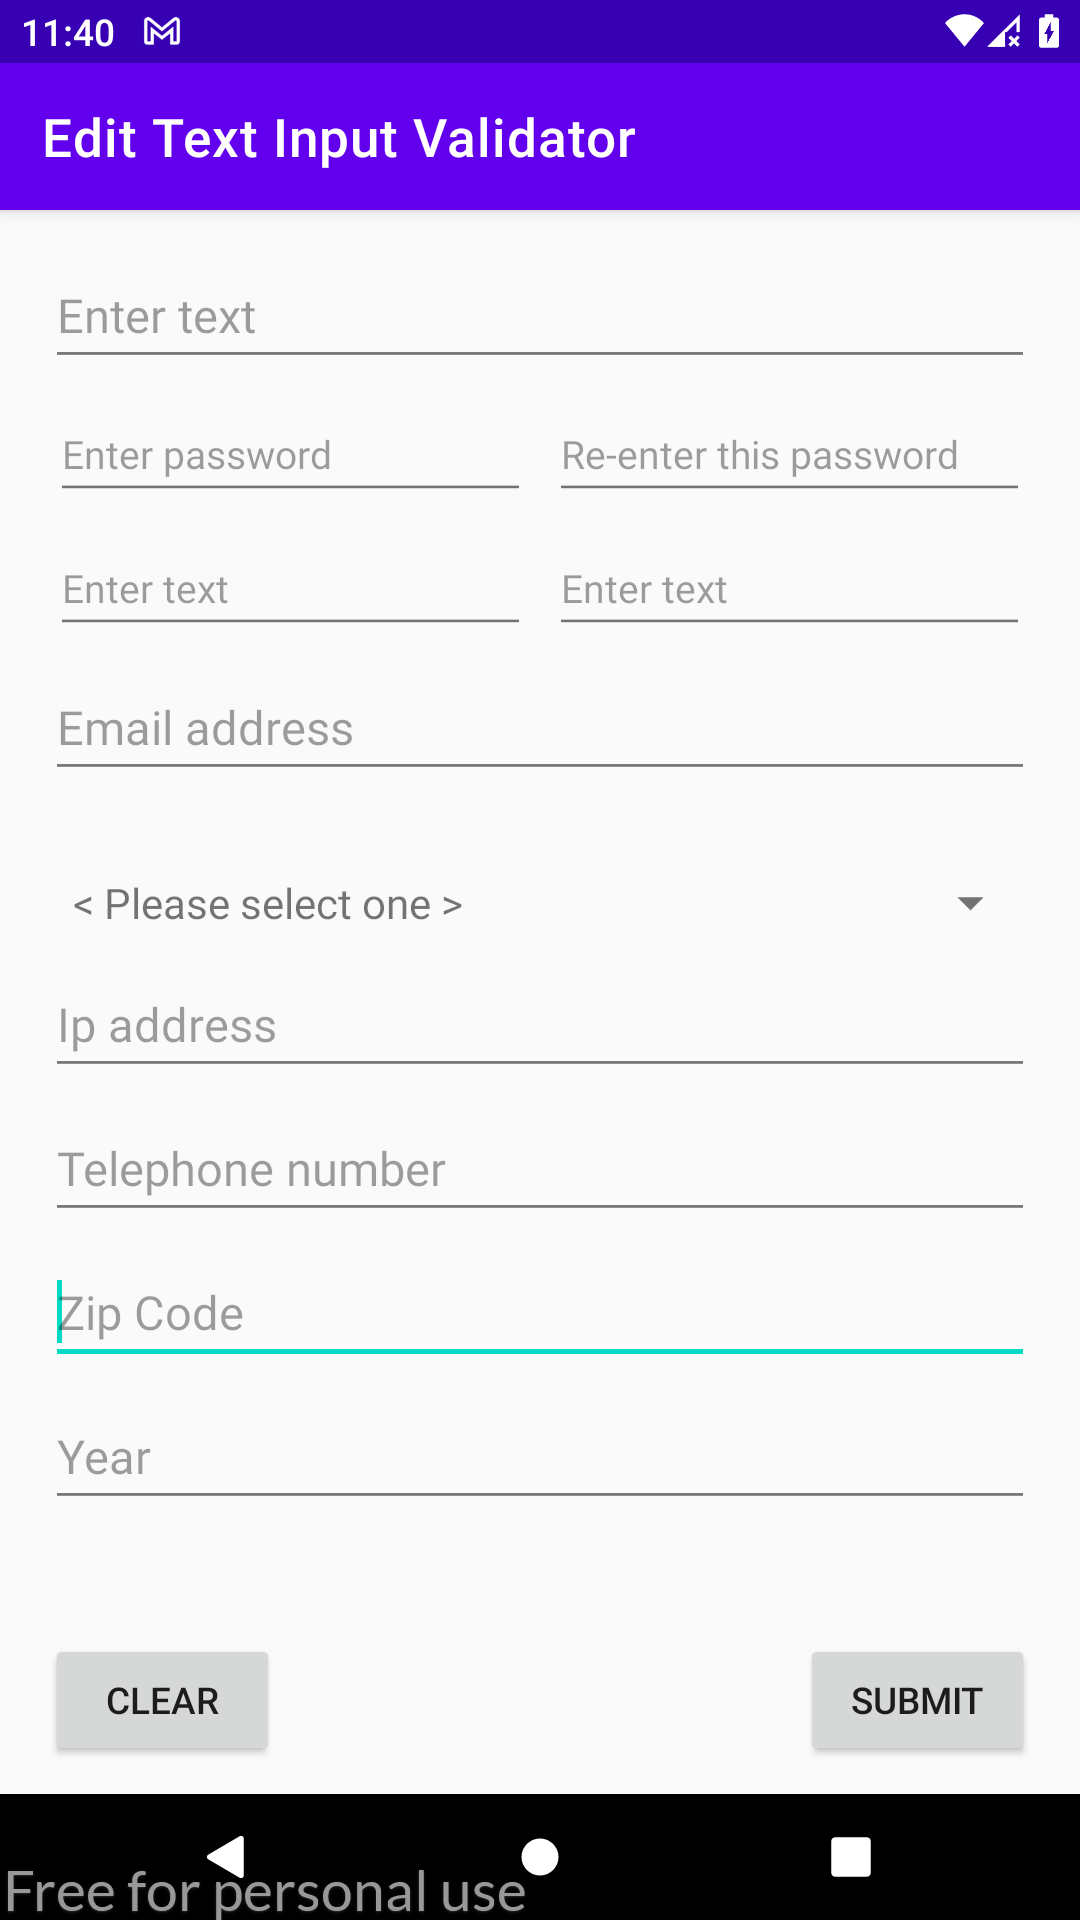 11:40
Edit Text Input Validator
Enter text
Enter password Re-enter this password
Enter text Enter text
Email address
< Please select one >
Ip address
Telephone number
Zip Code
Year
CLEAR SUBMIT
Free for personal use